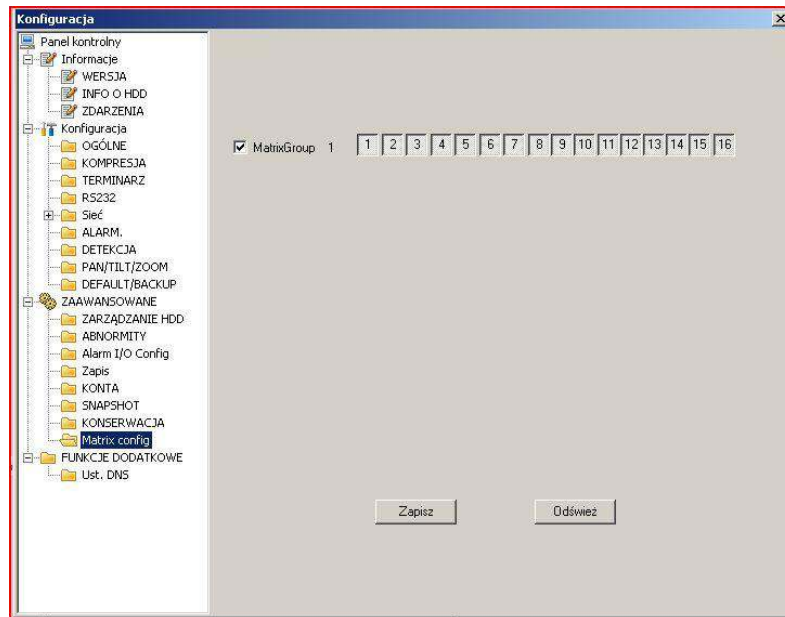 Konfiguracja
Panel kontrolny
Informacje
WERSJA
INFO O HDD
ZDARZENIA
Konfiguracja
OGÓLNE
KOMPRESJA
TERMINARZ
RS232
Sieć
ALARM.
DETEKCJA
PAN/TILT/ZOOM
DEFAULT/BACKUP
ZAAWANSOWANE
ZARZĄDZANIE HDD
ABNORMITY
Alarm I/O Config
Zapis
KONTA
SNAPSHOT
KONSERWACJA
Matrix config
FUNKCJE DODATKOWE
Ust. DNS
MatrixGroup 1 1 2 3 4 5 6 7 8 9 10 11 12 13 14 15 16
Zapisz Odśwież